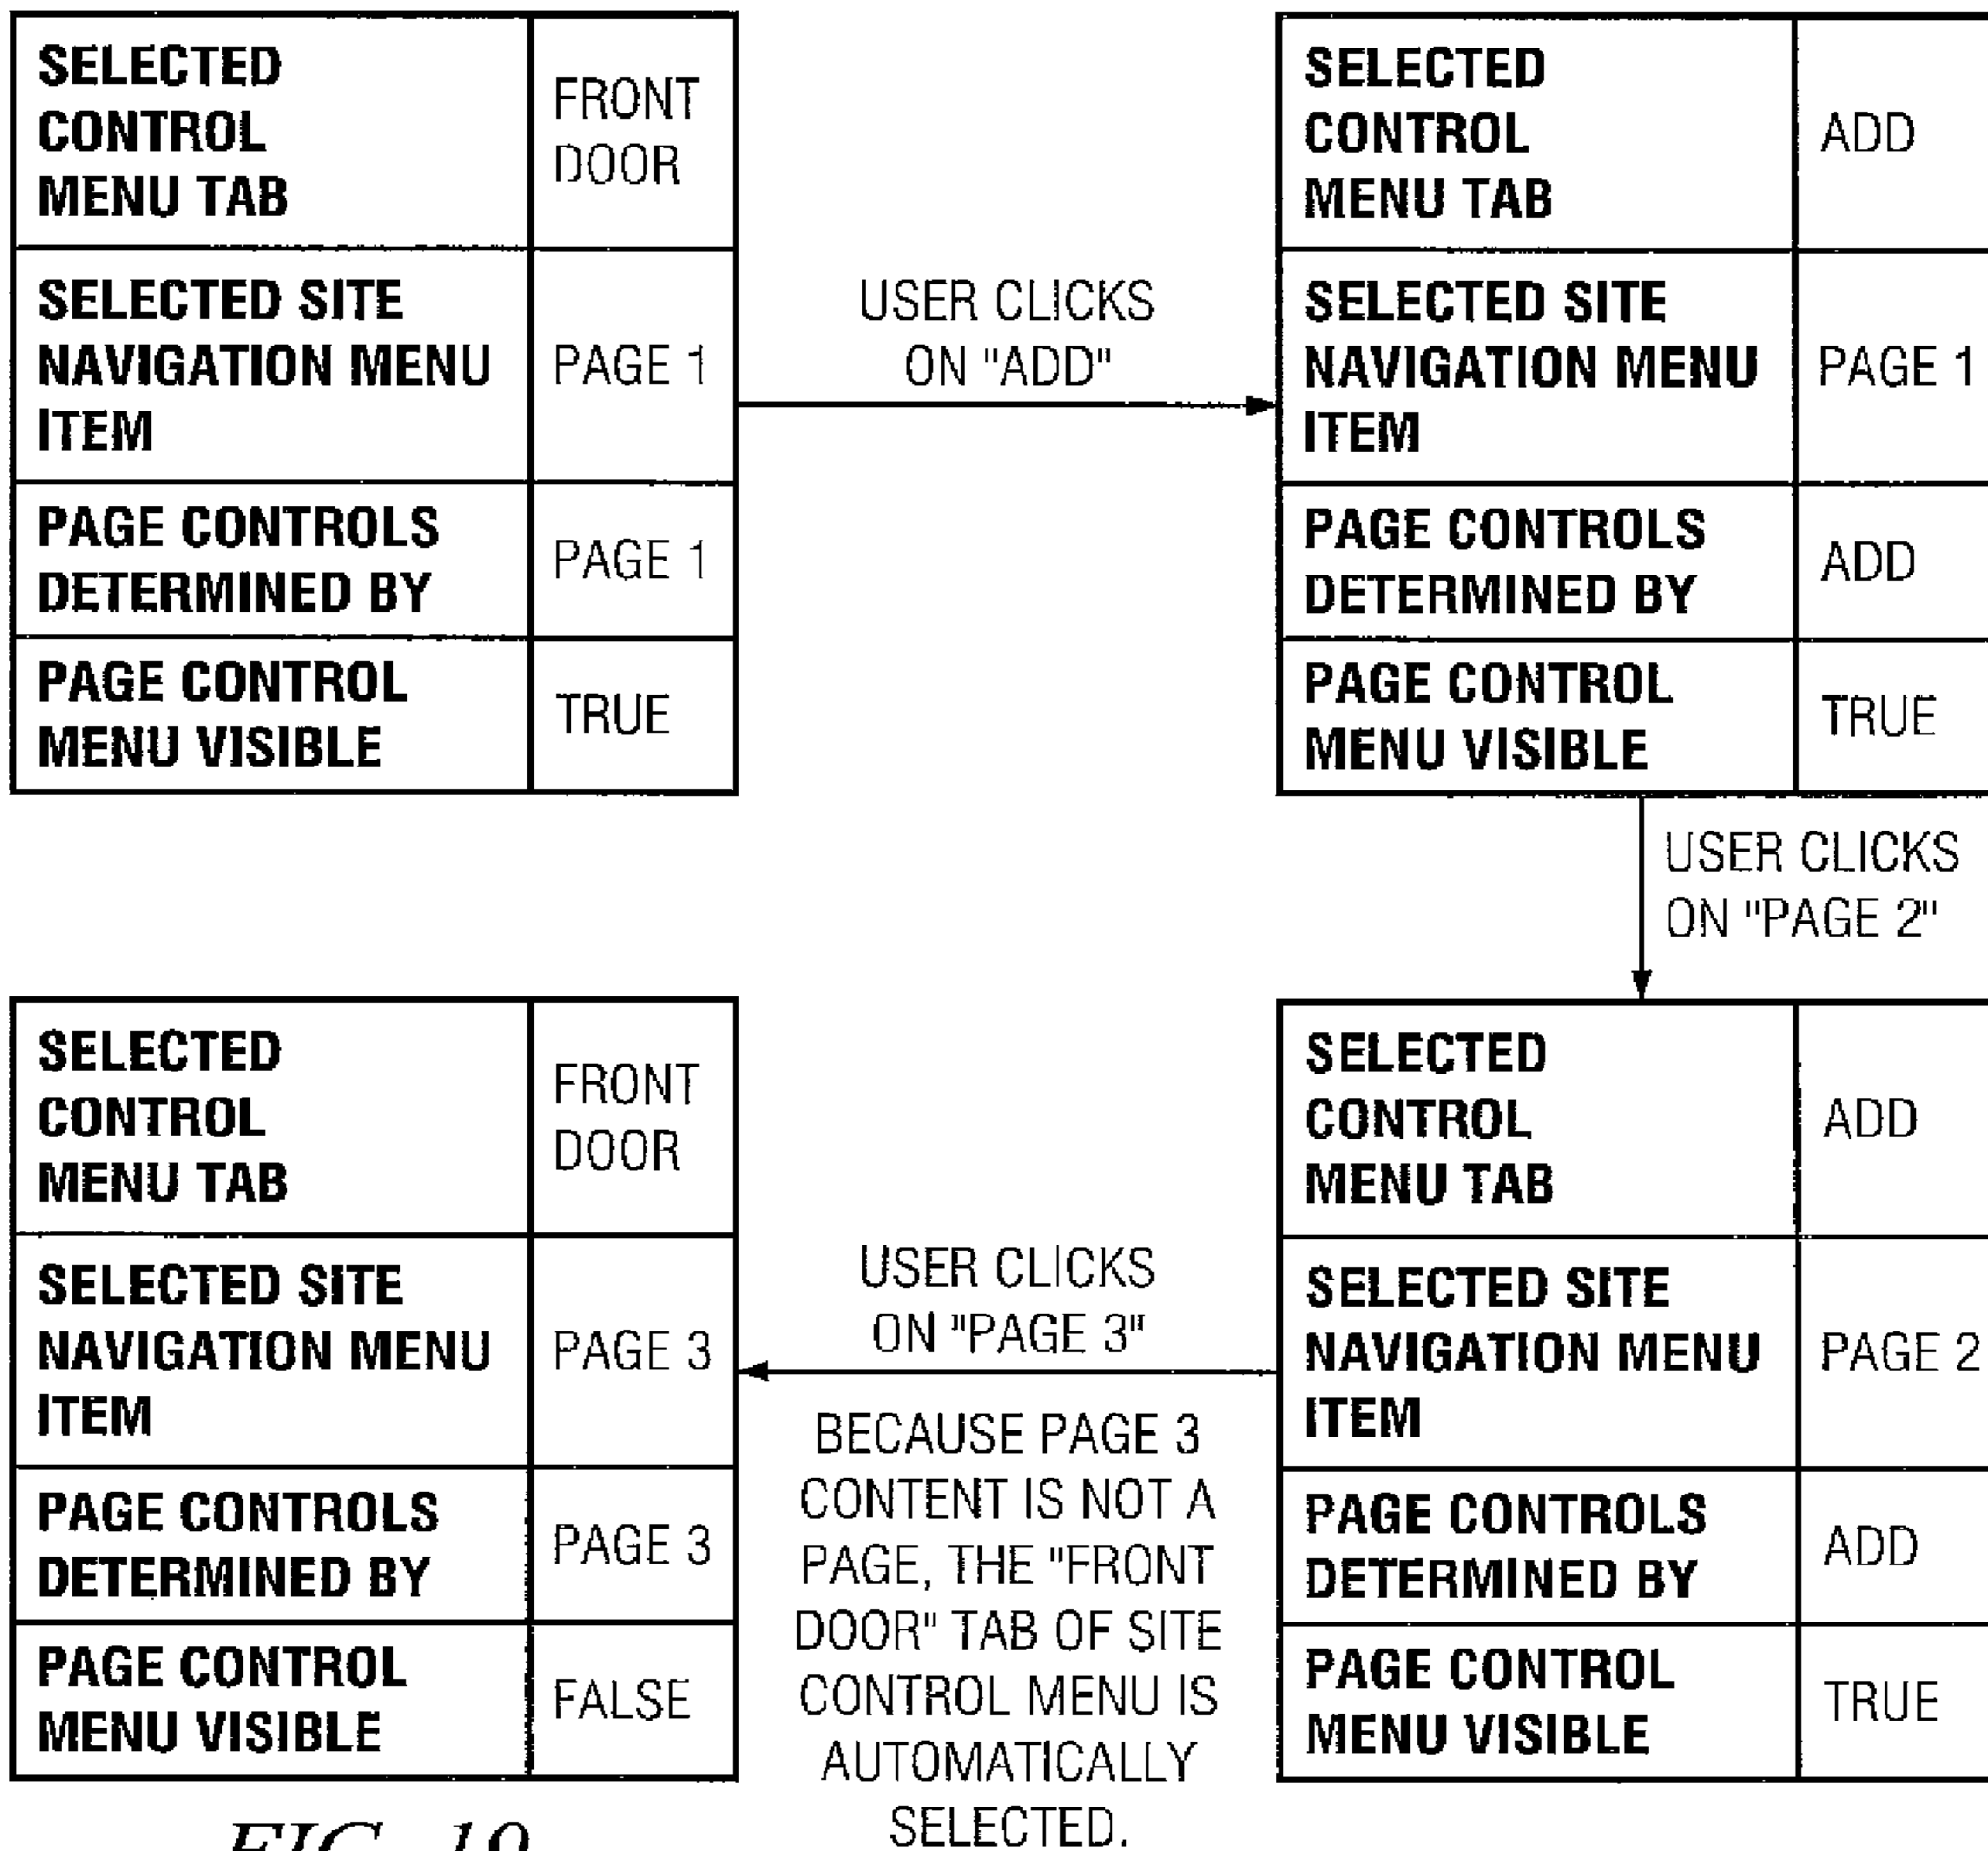 SELECTED
CONTROL
MENU TAB
FRONT
DOOR
SELECTED SITE
NAVIGATION MENU
ITEM
PAGE 1
PAGE CONTROLS
DETERMINED BY
PAGE 1
PAGE CONTROL
MENU VISIBLE
TRUE
USER CLICKS
ON "ADD"
SELECTED
CONTROL
MENU TAB
ADD
SELECTED SITE
NAVIGATION MENU
ITEM
PAGE 1
PAGE CONTROLS
DETERMINED BY
ADD
PAGE CONTROL
MENU VISIBLE
TRUE
USER CLICKS
ON "PAGE 2"
SELECTED
CONTROL
MENU TAB
ADD
SELECTED SITE
NAVIGATION MENU
ITEM
PAGE 2
PAGE CONTROLS
DETERMINED BY
ADD
PAGE CONTROL
MENU VISIBLE
TRUE
USER CLICKS
ON "PAGE 3"
BECAUSE PAGE 3
CONTENT IS NOT A
PAGE, THE "FRONT
DOOR" TAB OF SITE
CONTROL MENU IS
AUTOMATICALLY
SELECTED.
SELECTED
CONTROL
MENU TAB
FRONT
DOOR
SELECTED SITE
NAVIGATION MENU
ITEM
PAGE 3
PAGE CONTROLS
DETERMINED BY
PAGE 3
PAGE CONTROL
MENU VISIBLE
FALSE
FIG.